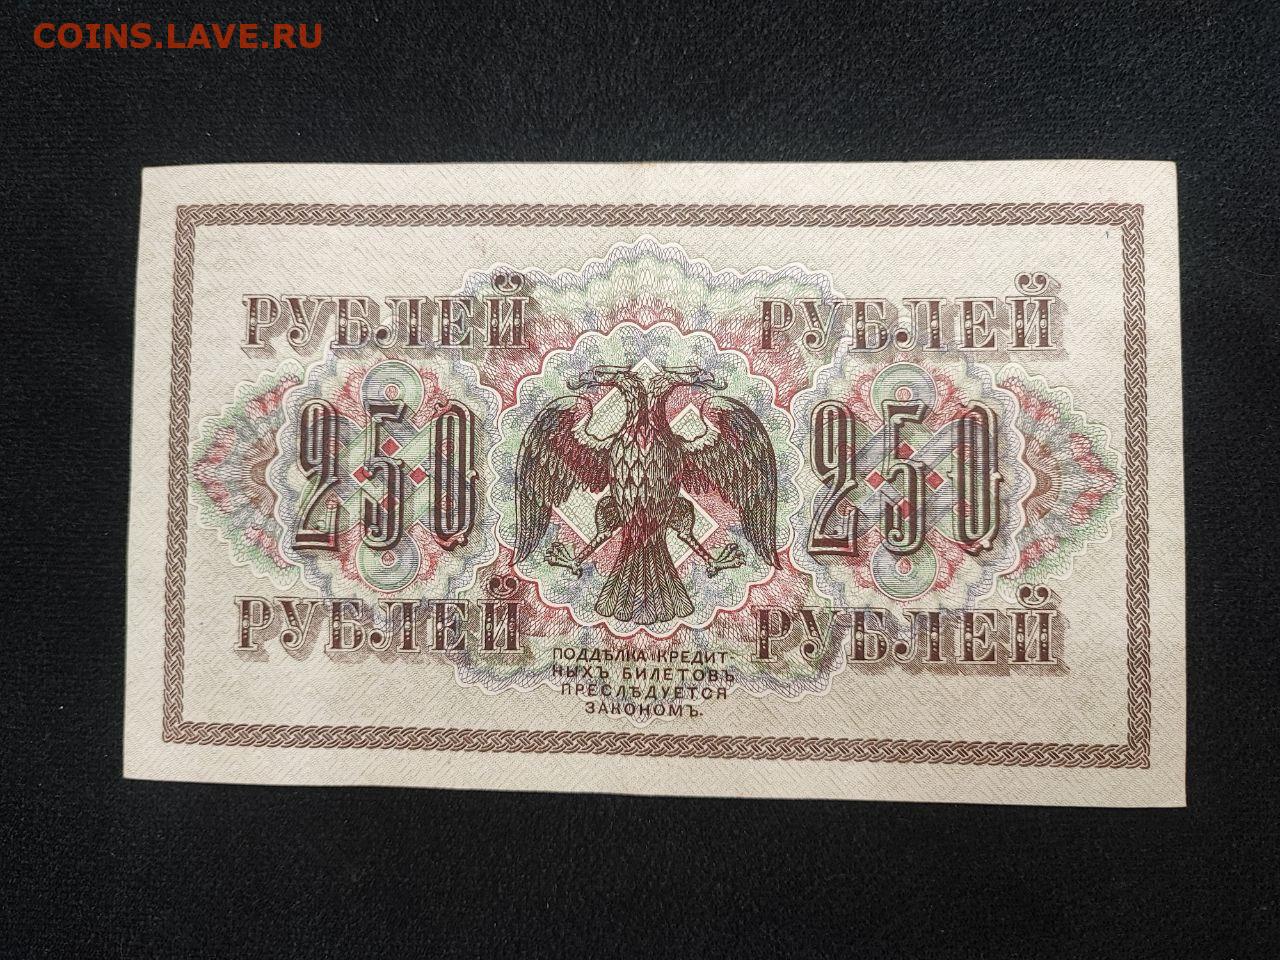 COINS.LAVE.RU
РУБЛЕЙ РУБЛЕЙ
250 250
РУБЛЕЙ РУБЛЕЙ
ПОДДѢЛКА КРЕДИТ-
НЫХЪ БИЛЕТОВЪ
ПРЕСЛѢДУЕТСЯ
ЗАКОНОМЪ.